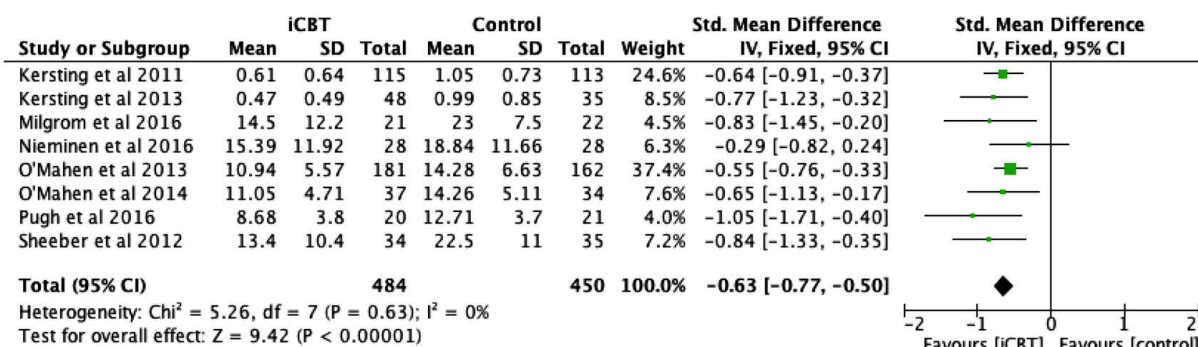 iCBT Control Std. Mean Difference Std. Mean Difference
Study or Subgroup Mean SD Total Mean SD Total Weight IV, Fixed, 95% CI IV, Fixed, 95% CI
Kersting et al 2011 0.61 0.64 115 1.05 0.73 113 24.6% -0.64 [-0.91, -0.37]
Kersting et al 2013 0.47 0.49 48 0.99 0.85 35 8.5% -0.77 [-1.23, -0.32]
Milgrom et al 2016 14.5 12.2 21 23 7.5 22 4.5% -0.83 [-1.45, -0.20]
Nieminen et al 2016 15.39 11.92 28 18.84 11.66 28 6.3% -0.29 [-0.82, 0.24]
O'Mahen et al 2013 10.94 5.57 181 14.28 6.63 162 37.4% -0.55 [-0.76, -0.33]
O'Mahen et al 2014 11.05 4.71 37 14.26 5.11 34 7.6% -0.65 [-1.13, -0.17]
Pugh et al 2016 8.68 3.8 20 12.71 3.7 21 4.0% -1.05 [-1.71, -0.40]
Sheeber et al 2012 13.4 10.4 34 22.5 11 35 7.2% -0.84 [-1.33, -0.35]
Total (95% CI) 484 450 100.0% -0.63 [-0.77, -0.50]
Heterogeneity: Chi² = 5.26, df = 7 (P = 0.63); I² = 0%
Test for overall effect: Z = 9.42 (P < 0.00001)
-2 -1 0 1 2
Favours [iCBT] Favours [control]